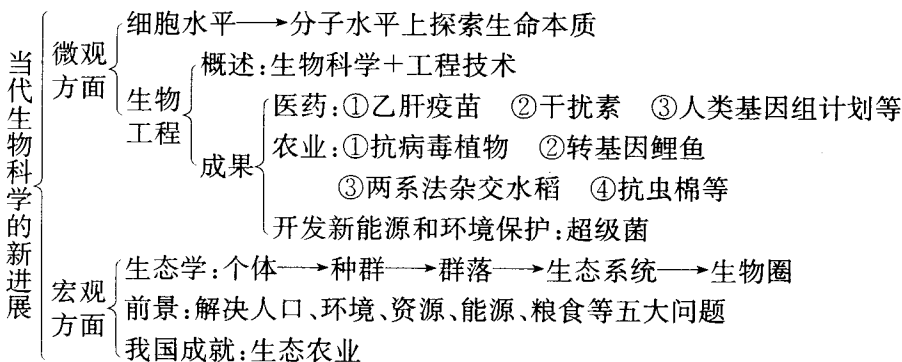 当代生物科学的新进展
微观方面
细胞水平⟶分子水平上探索生命本质
生物工程
概述:生物科学+工程技术
成果
医药:①乙肝疫苗 ②干扰素 ③人类基因组计划等
农业:①抗病毒植物 ②转基因鲤鱼
③两系法杂交水稻 ④抗虫棉等
开发新能源和环境保护:超级菌
宏观方面
生态学:个体⟶种群⟶群落⟶生态系统⟶生物圈
前景:解决人口、环境、资源、能源、粮食等五大问题
我国成就:生态农业